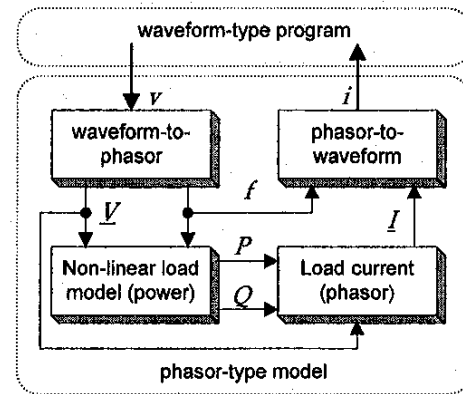 waveform-type program
v
i
waveform-to-
phasor
phasor-to-
waveform
V
f
I
Non-linear load
model (power)
P
Q
Load current
(phasor)
phasor-type model